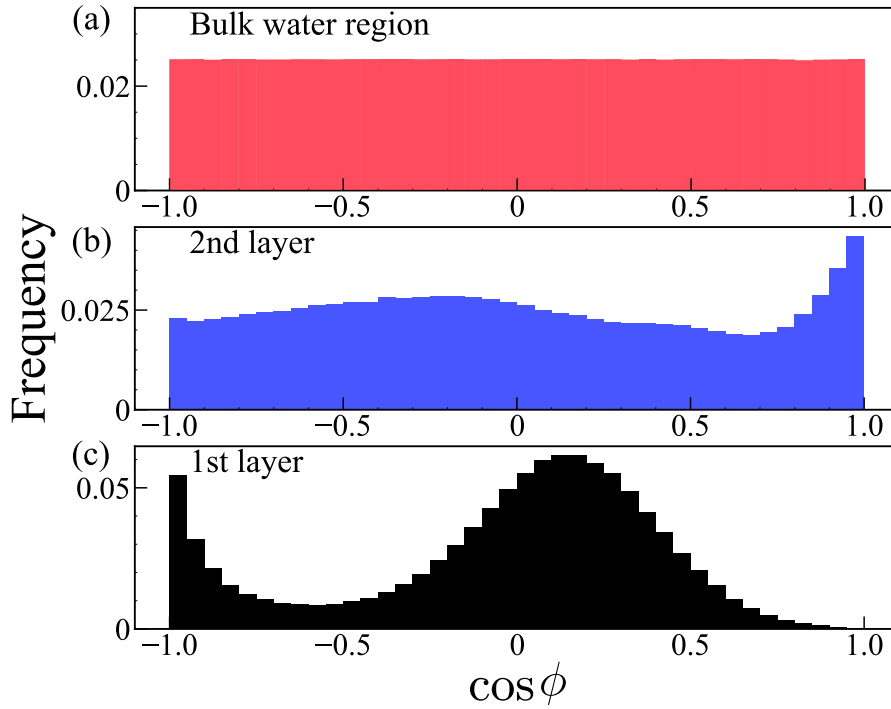 (a)
Bulk water region
0.02
0
−1.0 −0.5 0 0.5 1.0
(b)
2nd layer
0.025
0
−1.0 −0.5 0 0.5 1.0
(c)
1st layer
0.05
0
−1.0 −0.5 0 0.5 1.0
Frequency
cos ϕ